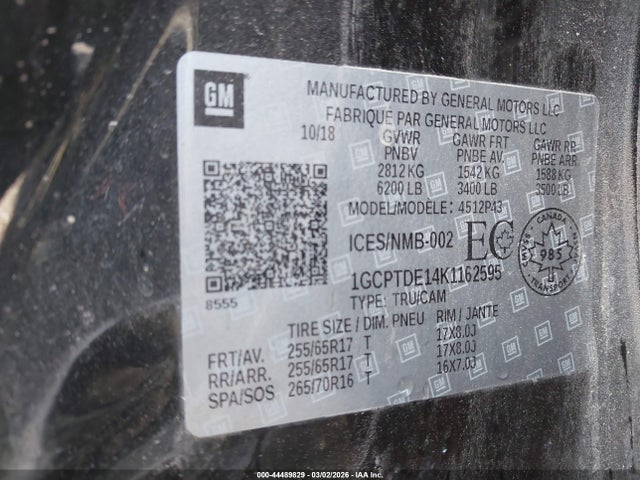 GM
MANUFACTURED BY GENERAL MOTORS LLC
FABRIQUÉ PAR GENERAL MOTORS LLC
10/18 GVWR GAWR FRT GAWR RR
PNBV PNBE AV. PNBE ARR
2812 KG 1542 KG 1588 KG
6200 LB 3400 LB 3500 LB
MODEL/MODELE: 4512P43
ICES/NMB-002 EC CANADA 985
8555 1GCPTDE14K1162595
TYPE: TRU/CAM
TIRE SIZE / DIM. PNEU RIM / JANTE
FRT/AV. 255/65R17 T 17X8.0J
RR/ARR. 255/65R17 T 17X8.0J
SPA/SOS 265/70R16 T 16X7.0J
000-44489829 | 03/02/2026 - IAA Inc.